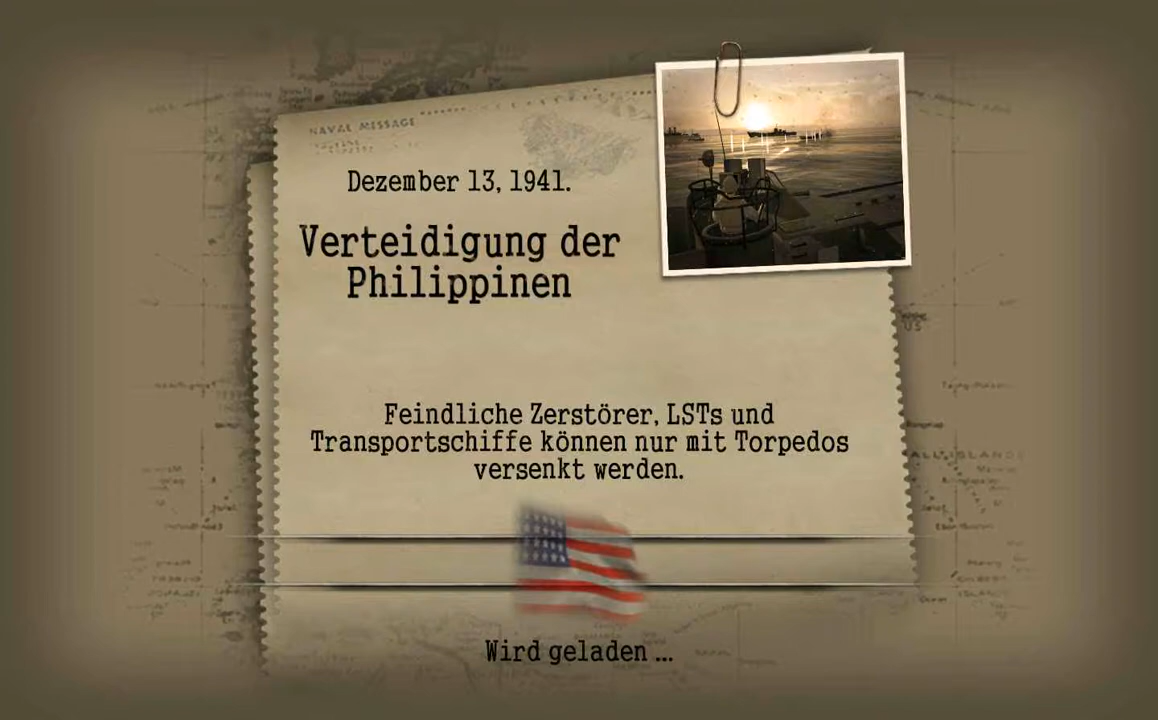 NAVAL MESSAGE
Dezember 13, 1941.
Verteidigung der
Philippinen
Feindliche Zerstörer, LSTs und
Transportschiffe können nur mit Torpedos
versenkt werden.
Wird geladen ...